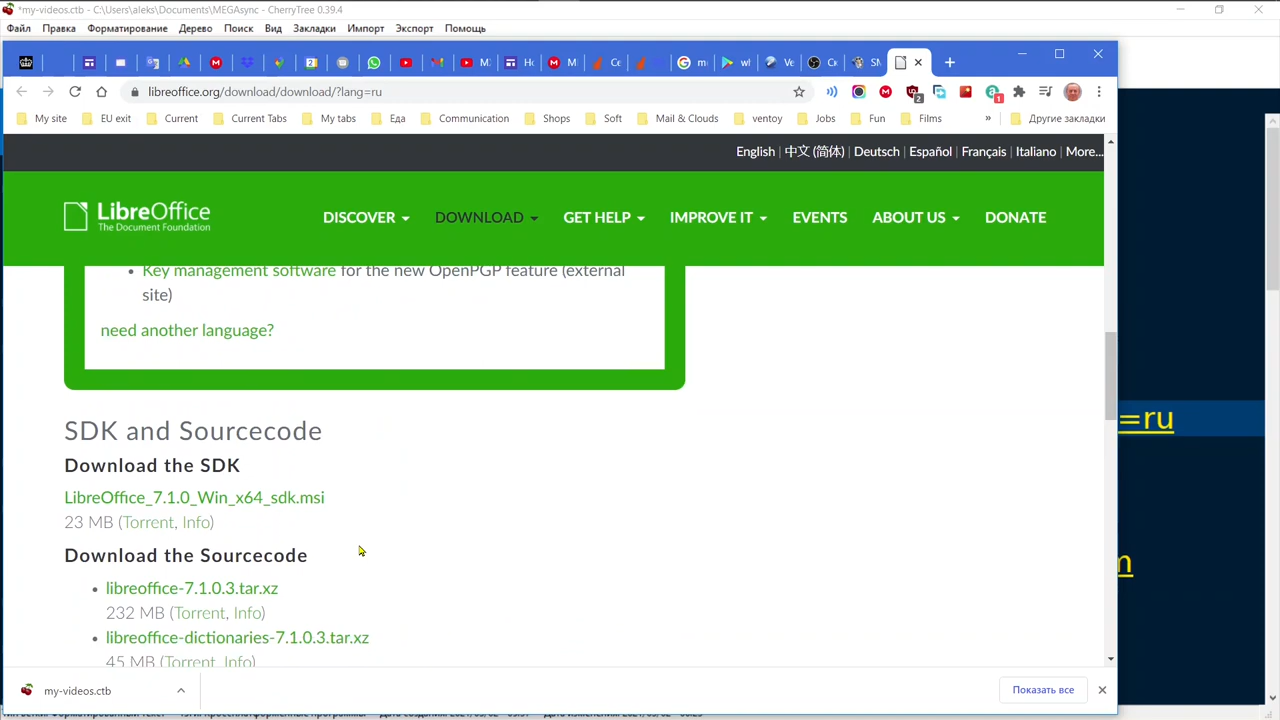 *my-videos.ctb - C:\Users\aleks\Documents\MEGAsync - CherryTree 0.39.4
Файл Правка Форматирование Дерево Поиск Вид Закладки Импорт Экспорт Помощь
libreoffice.org/download/download/?lang=ru
My site EU exit Current Current Tabs My tabs Еда Communication Shops Soft Mail & Clouds ventoy Jobs Fun Films » Другие закладки
English | 中文 (简体) | Deutsch | Español | Français | Italiano | More...
LibreOffice
The Document Foundation
DISCOVER DOWNLOAD GET HELP IMPROVE IT EVENTS ABOUT US DONATE
• Key management software for the new OpenPGP feature (external
site)
need another language?
SDK and Sourcecode
Download the SDK
LibreOffice_7.1.0_Win_x64_sdk.msi
23 MB (Torrent, Info)
Download the Sourcecode
• libreoffice-7.1.0.3.tar.xz
232 MB (Torrent, Info)
• libreoffice-dictionaries-7.1.0.3.tar.xz
45 MB (Torrent, Info)
=ru
my-videos.ctb
Показать все